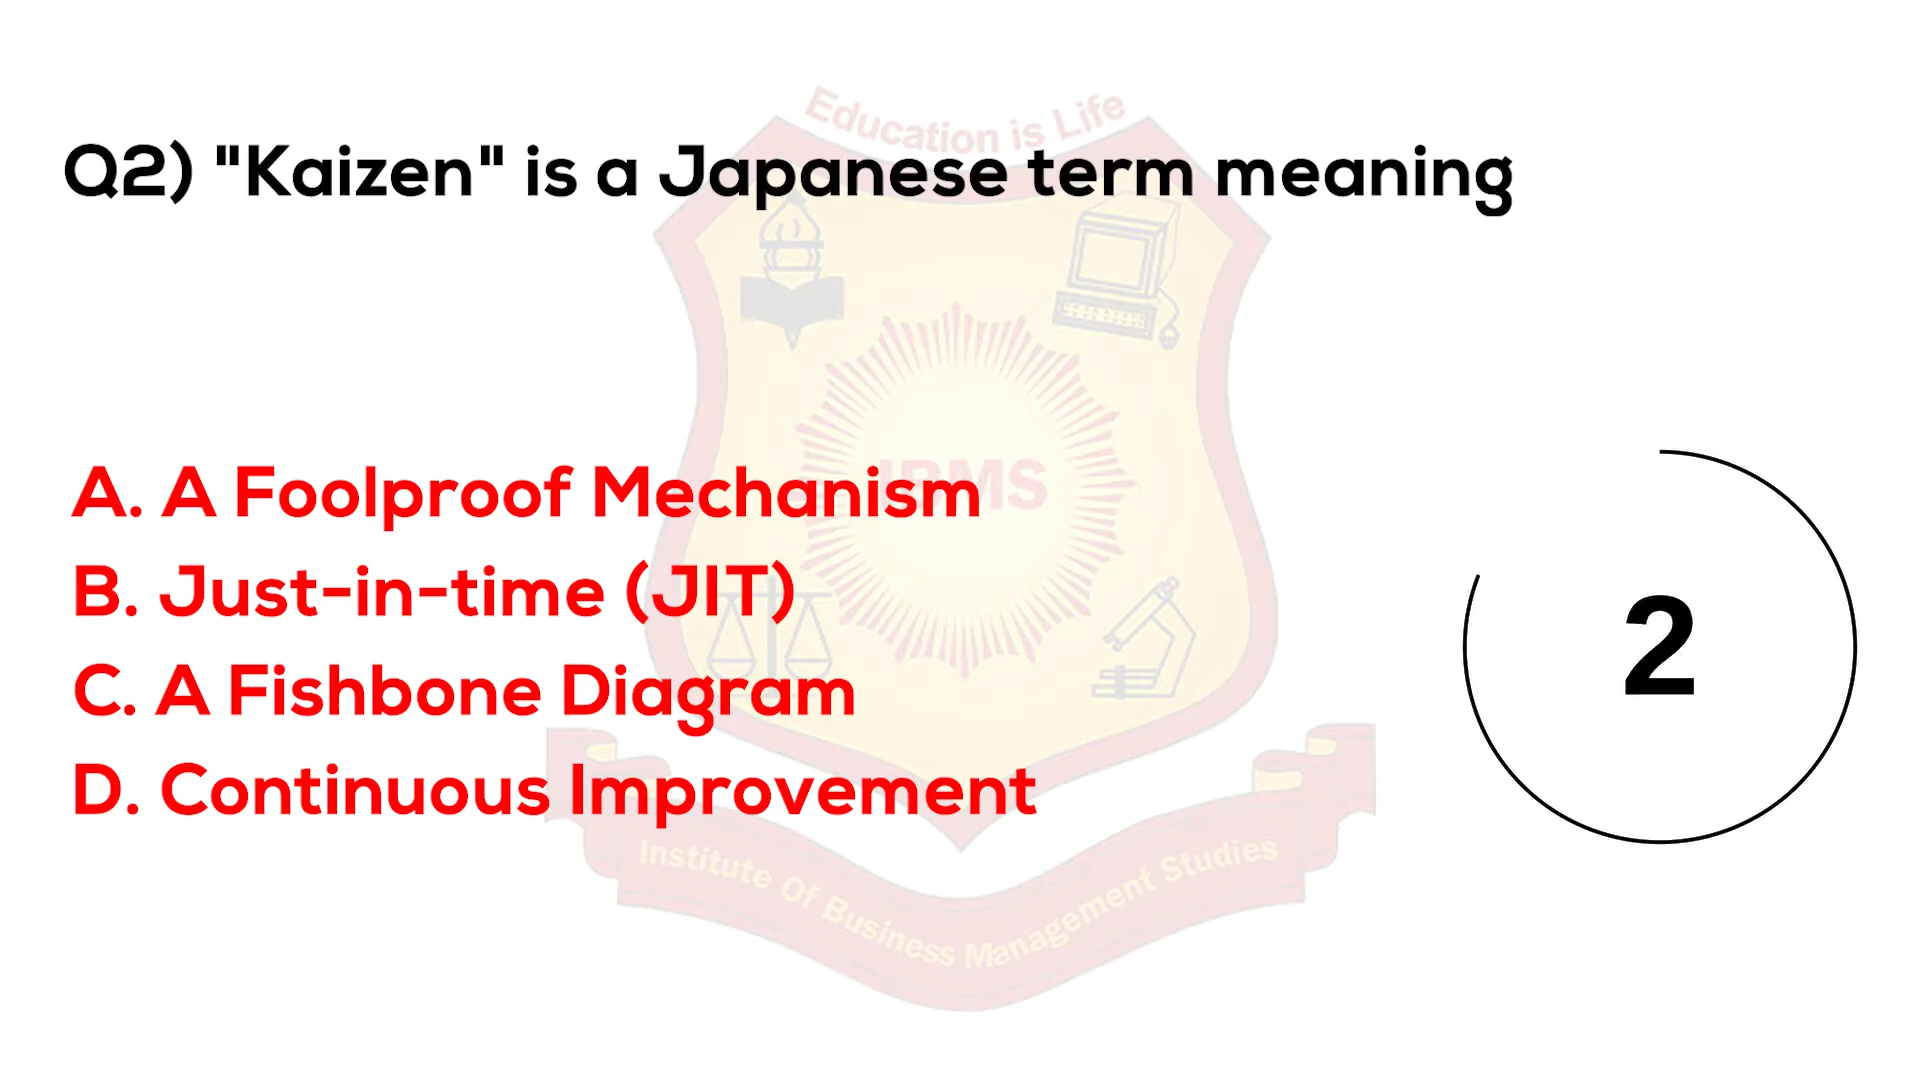 Education is Life
Q2) "Kaizen" is a Japanese term meaning
IBMS
A. A Foolproof Mechanism
B. Just-in-time (JIT)
C. A Fishbone Diagram
D. Continuous Improvement
2
Institute Of Business Management Studies